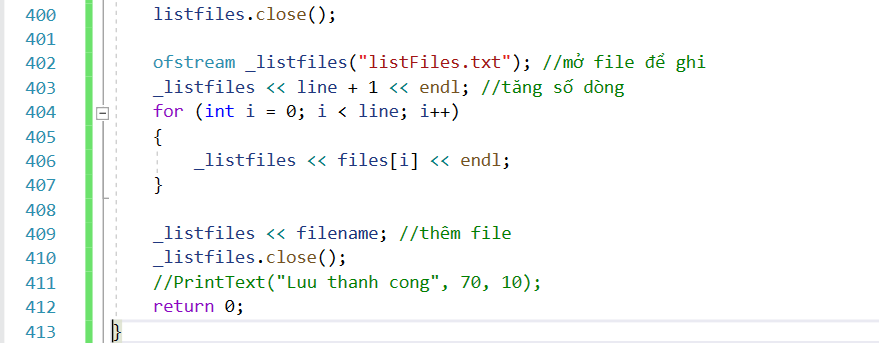 400 listfiles.close();
401
402 ofstream _listfiles("listFiles.txt"); //mở file để ghi
403 _listfiles << line + 1 << endl; //tăng số dòng
404 for (int i = 0; i < line; i++)
405 {
406 _listfiles << files[i] << endl;
407 }
408
409 _listfiles << filename; //thêm file
410 _listfiles.close();
411 //PrintText("Luu thanh cong", 70, 10);
412 return 0;
413 }